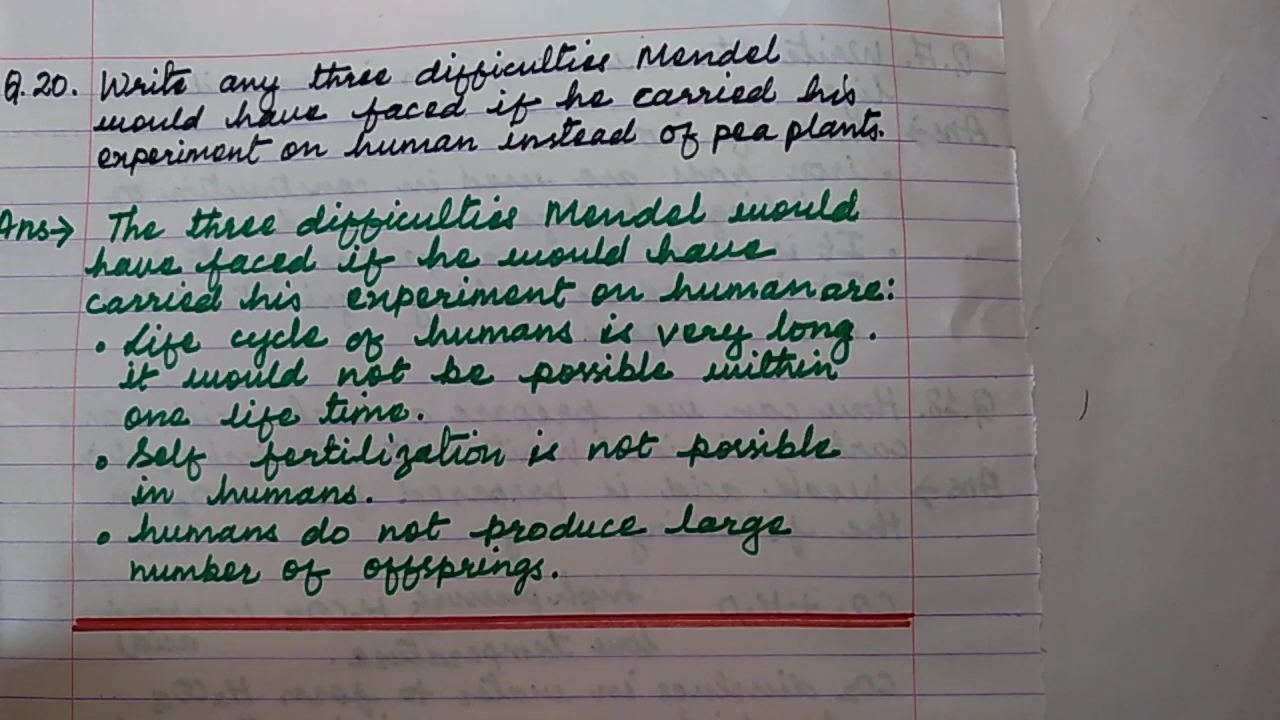 Q.20. Write any three difficulties Mendel
would have faced if he carried his
experiment on human instead of pea plants.
Ans→ The three difficulties Mendel would
have faced if he would have
carried his experiment on human are:
• Life cycle of humans is very long.
it would not be possible within
one life time.
• Self fertilization is not possible
in humans.
• humans do not produce large
number of offsprings.